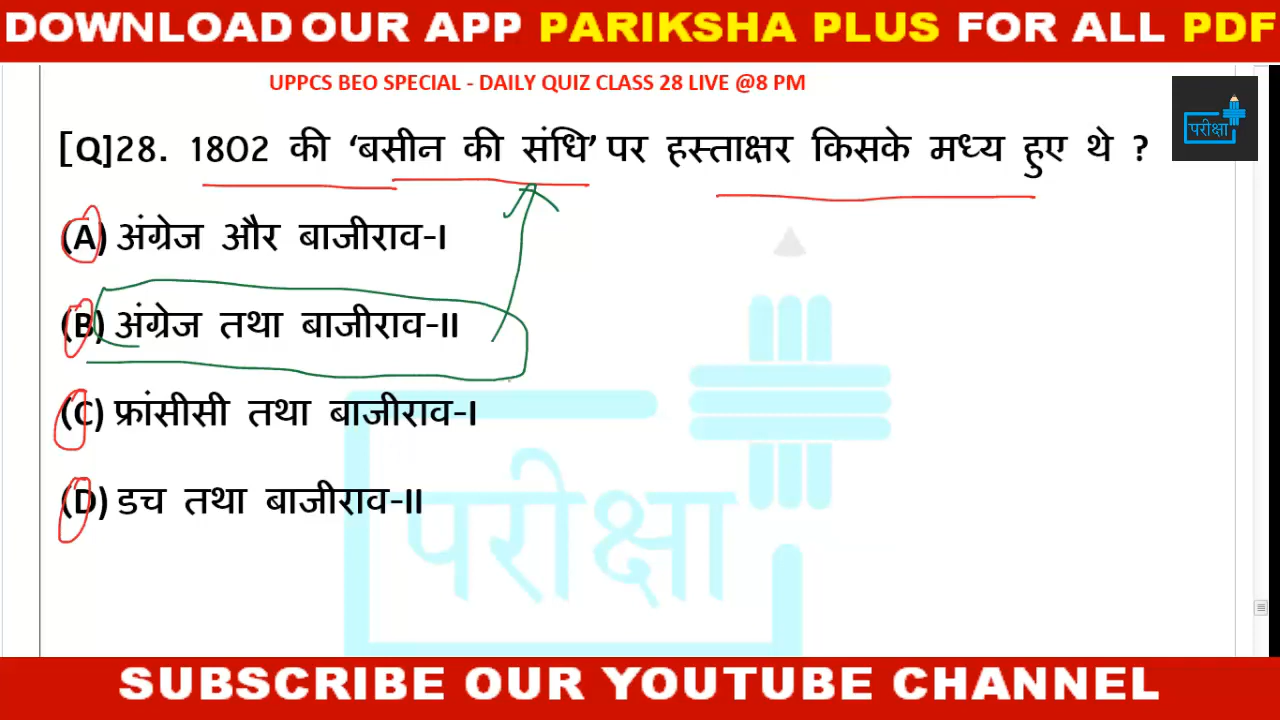 DOWNLOAD OUR APP PARIKSHA PLUS FOR ALL PDF
UPPCS BEO SPECIAL - DAILY QUIZ CLASS 28 LIVE @8 PM
परीक्षा
[Q]28. 1802 की ‘बसीन की संधि’ पर हस्ताक्षर किसके मध्य हुए थे ?
(A) अंग्रेज और बाजीराव-I
(B) अंग्रेज तथा बाजीराव-II
(C) फ्रांसीसी तथा बाजीराव-I
(D) डच तथा बाजीराव-II
परीक्षा
SUBSCRIBE OUR YOUTUBE CHANNEL